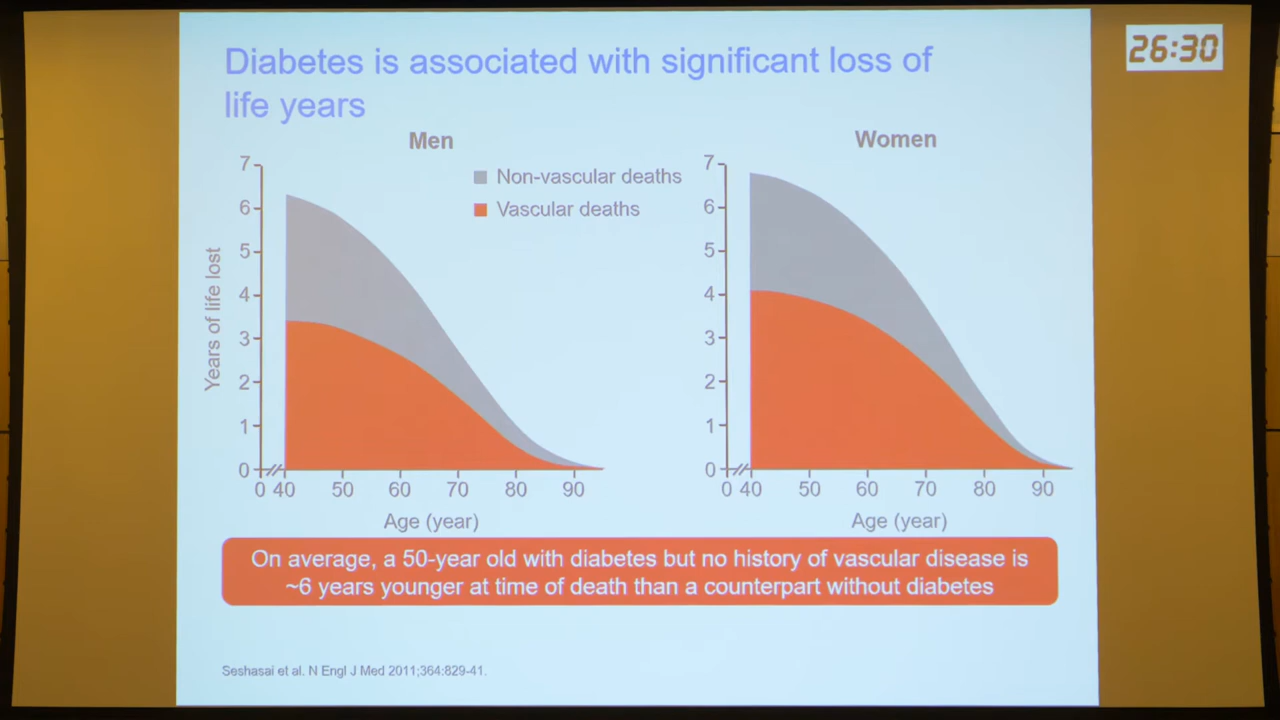 26:30
Diabetes is associated with significant loss of
life years
Men
Women
Non-vascular deaths
Vascular deaths
Years of life lost
7
6
5
4
3
2
1
0
0 40 50 60 70 80 90
Age (year)
7
6
5
4
3
2
1
0
0 40 50 60 70 80 90
Age (year)
On average, a 50-year old with diabetes but no history of vascular disease is
~6 years younger at time of death than a counterpart without diabetes
Seshasai et al. N Engl J Med 2011;364:829-41.